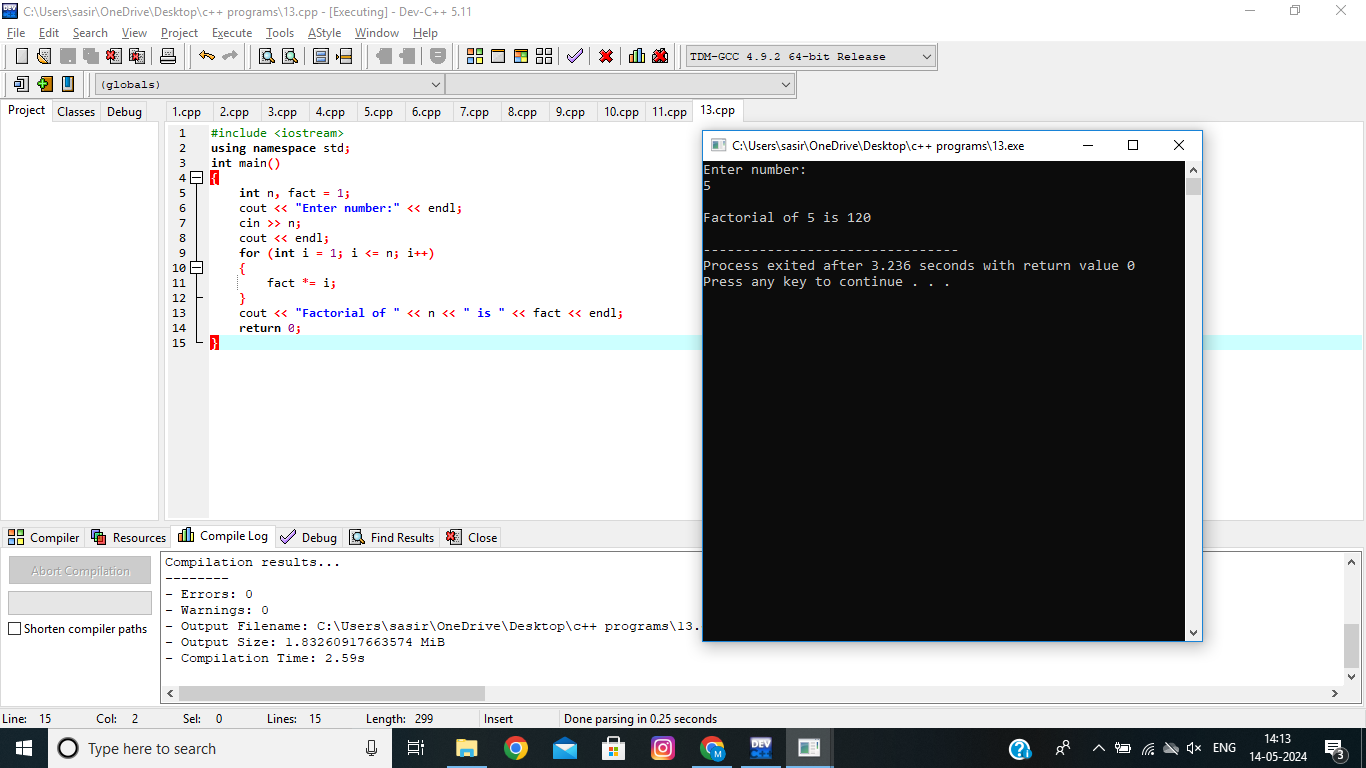 C:\Users\sasir\OneDrive\Desktop\c++ programs\13.cpp - [Executing] - Dev-C++ 5.11
File Edit Search View Project Execute Tools AStyle Window Help
TDM-GCC 4.9.2 64-bit Release
(globals)
Project Classes Debug
1.cpp 2.cpp 3.cpp 4.cpp 5.cpp 6.cpp 7.cpp 8.cpp 9.cpp 10.cpp 11.cpp 13.cpp
1 #include <iostream>
2 using namespace std;
3 int main()
4 {
5 int n, fact = 1;
6 cout << "Enter number:" << endl;
7 cin >> n;
8 cout << endl;
9 for (int i = 1; i <= n; i++)
10 {
11 fact *= i;
12 }
13 cout << "Factorial of " << n << " is " << fact << endl;
14 return 0;
15 }
C:\Users\sasir\OneDrive\Desktop\c++ programs\13.exe
Enter number:
5
Factorial of 5 is 120
--------------------------------
Process exited after 3.236 seconds with return value 0
Press any key to continue . . .
Compiler Resources Compile Log Debug Find Results Close
Abort Compilation
Shorten compiler paths
Compilation results...
--------
- Errors: 0
- Warnings: 0
- Output Filename: C:\Users\sasir\OneDrive\Desktop\c++ programs\13.
- Output Size: 1.83260917663574 MiB
- Compilation Time: 2.59s
Line: 15 Col: 2 Sel: 0 Lines: 15 Length: 299 Insert Done parsing in 0.25 seconds
Type here to search
M
DEV
ENG
14:13
14-05-2024
3